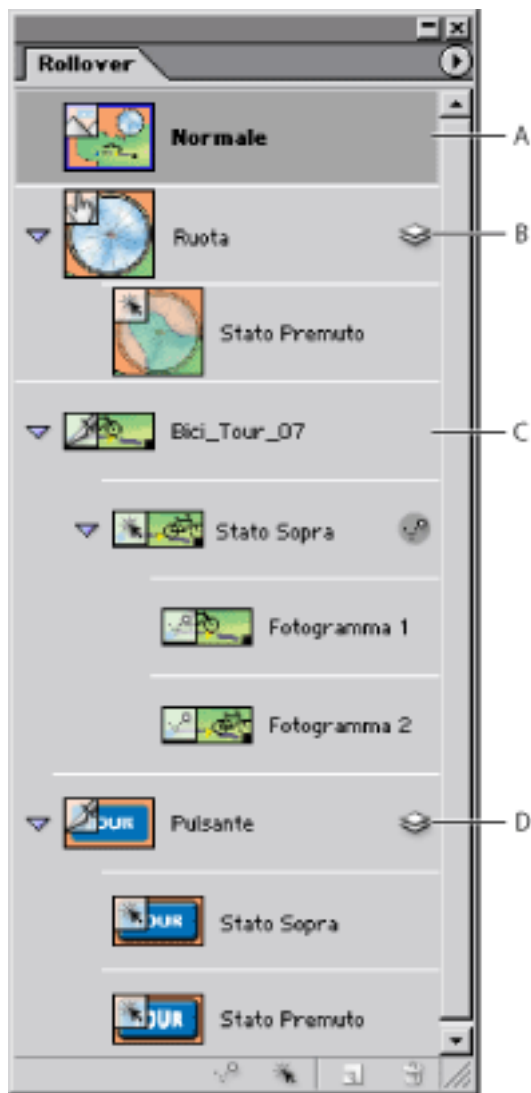 Rollover
Normale
A
Ruota
B
Stato Premuto
Bici_Tour_07
C
Stato Sopra
Fotogramma 1
Fotogramma 2
Pulsante
D
Stato Sopra
Stato Premuto